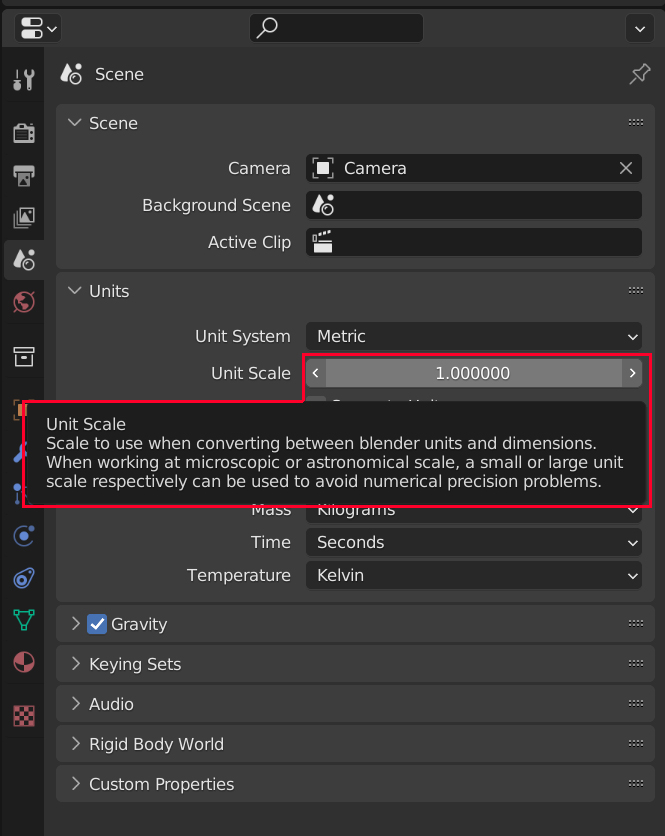 Scene
Scene
Camera Camera
Background Scene
Active Clip
Units
Unit System Metric
Unit Scale 1.000000
Unit Scale
Scale to use when converting between blender units and dimensions.
When working at microscopic or astronomical scale, a small or large unit
scale respectively can be used to avoid numerical precision problems.
Mass Kilograms
Time Seconds
Temperature Kelvin
Gravity
Keying Sets
Audio
Rigid Body World
Custom Properties